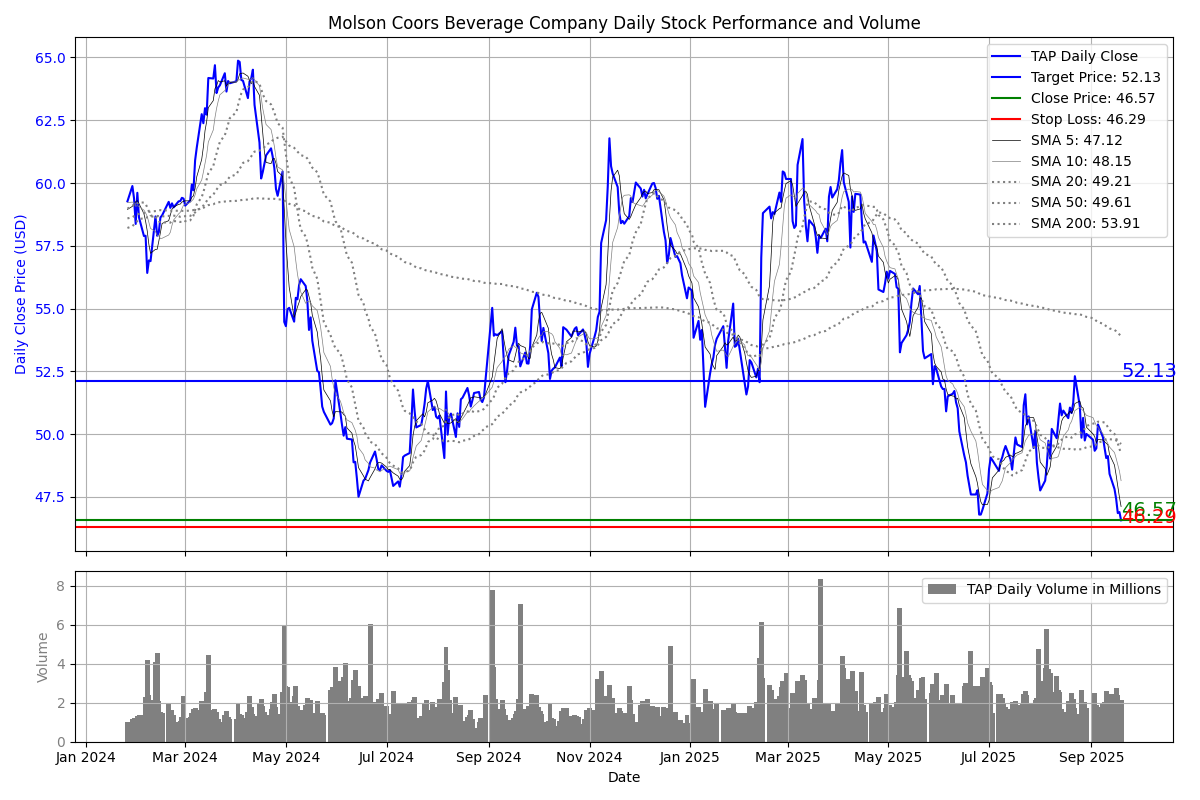 Molson Coors Beverage Company Daily Stock Performance and Volume
Daily Close Price (USD)
65.0
62.5
60.0
57.5
55.0
52.5
50.0
47.5
TAP Daily Close
Target Price: 52.13
Close Price: 46.57
Stop Loss: 46.29
SMA 5: 47.12
SMA 10: 48.15
SMA 20: 49.21
SMA 50: 49.61
SMA 200: 53.91
52.13
46.57
46.29
Volume
8
6
4
2
0
TAP Daily Volume in Millions
Jan 2024 Mar 2024 May 2024 Jul 2024 Sep 2024 Nov 2024 Jan 2025 Mar 2025 May 2025 Jul 2025 Sep 2025
Date